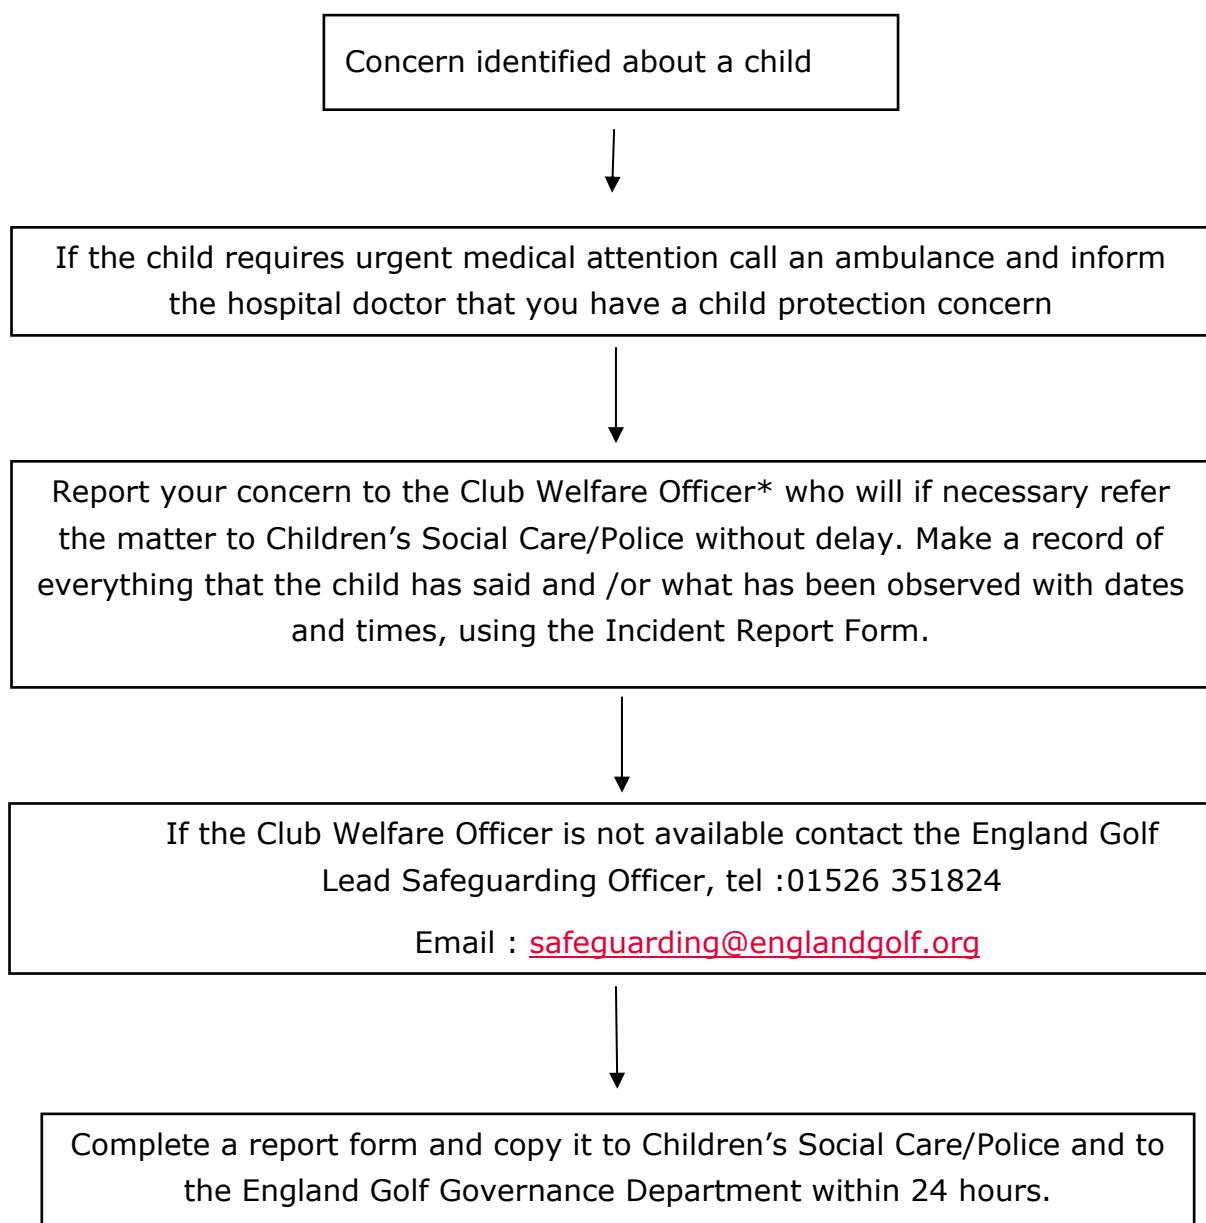 Concern identified about a child
If the child requires urgent medical attention call an ambulance and inform
the hospital doctor that you have a child protection concern
Report your concern to the Club Welfare Officer* who will if necessary refer
the matter to Children’s Social Care/Police without delay. Make a record of
everything that the child has said and /or what has been observed with dates
and times, using the Incident Report Form.
If the Club Welfare Officer is not available contact the England Golf
Lead Safeguarding Officer, tel :01526 351824
Email : safeguarding@englandgolf.org
Complete a report form and copy it to Children’s Social Care/Police and to
the England Golf Governance Department within 24 hours.